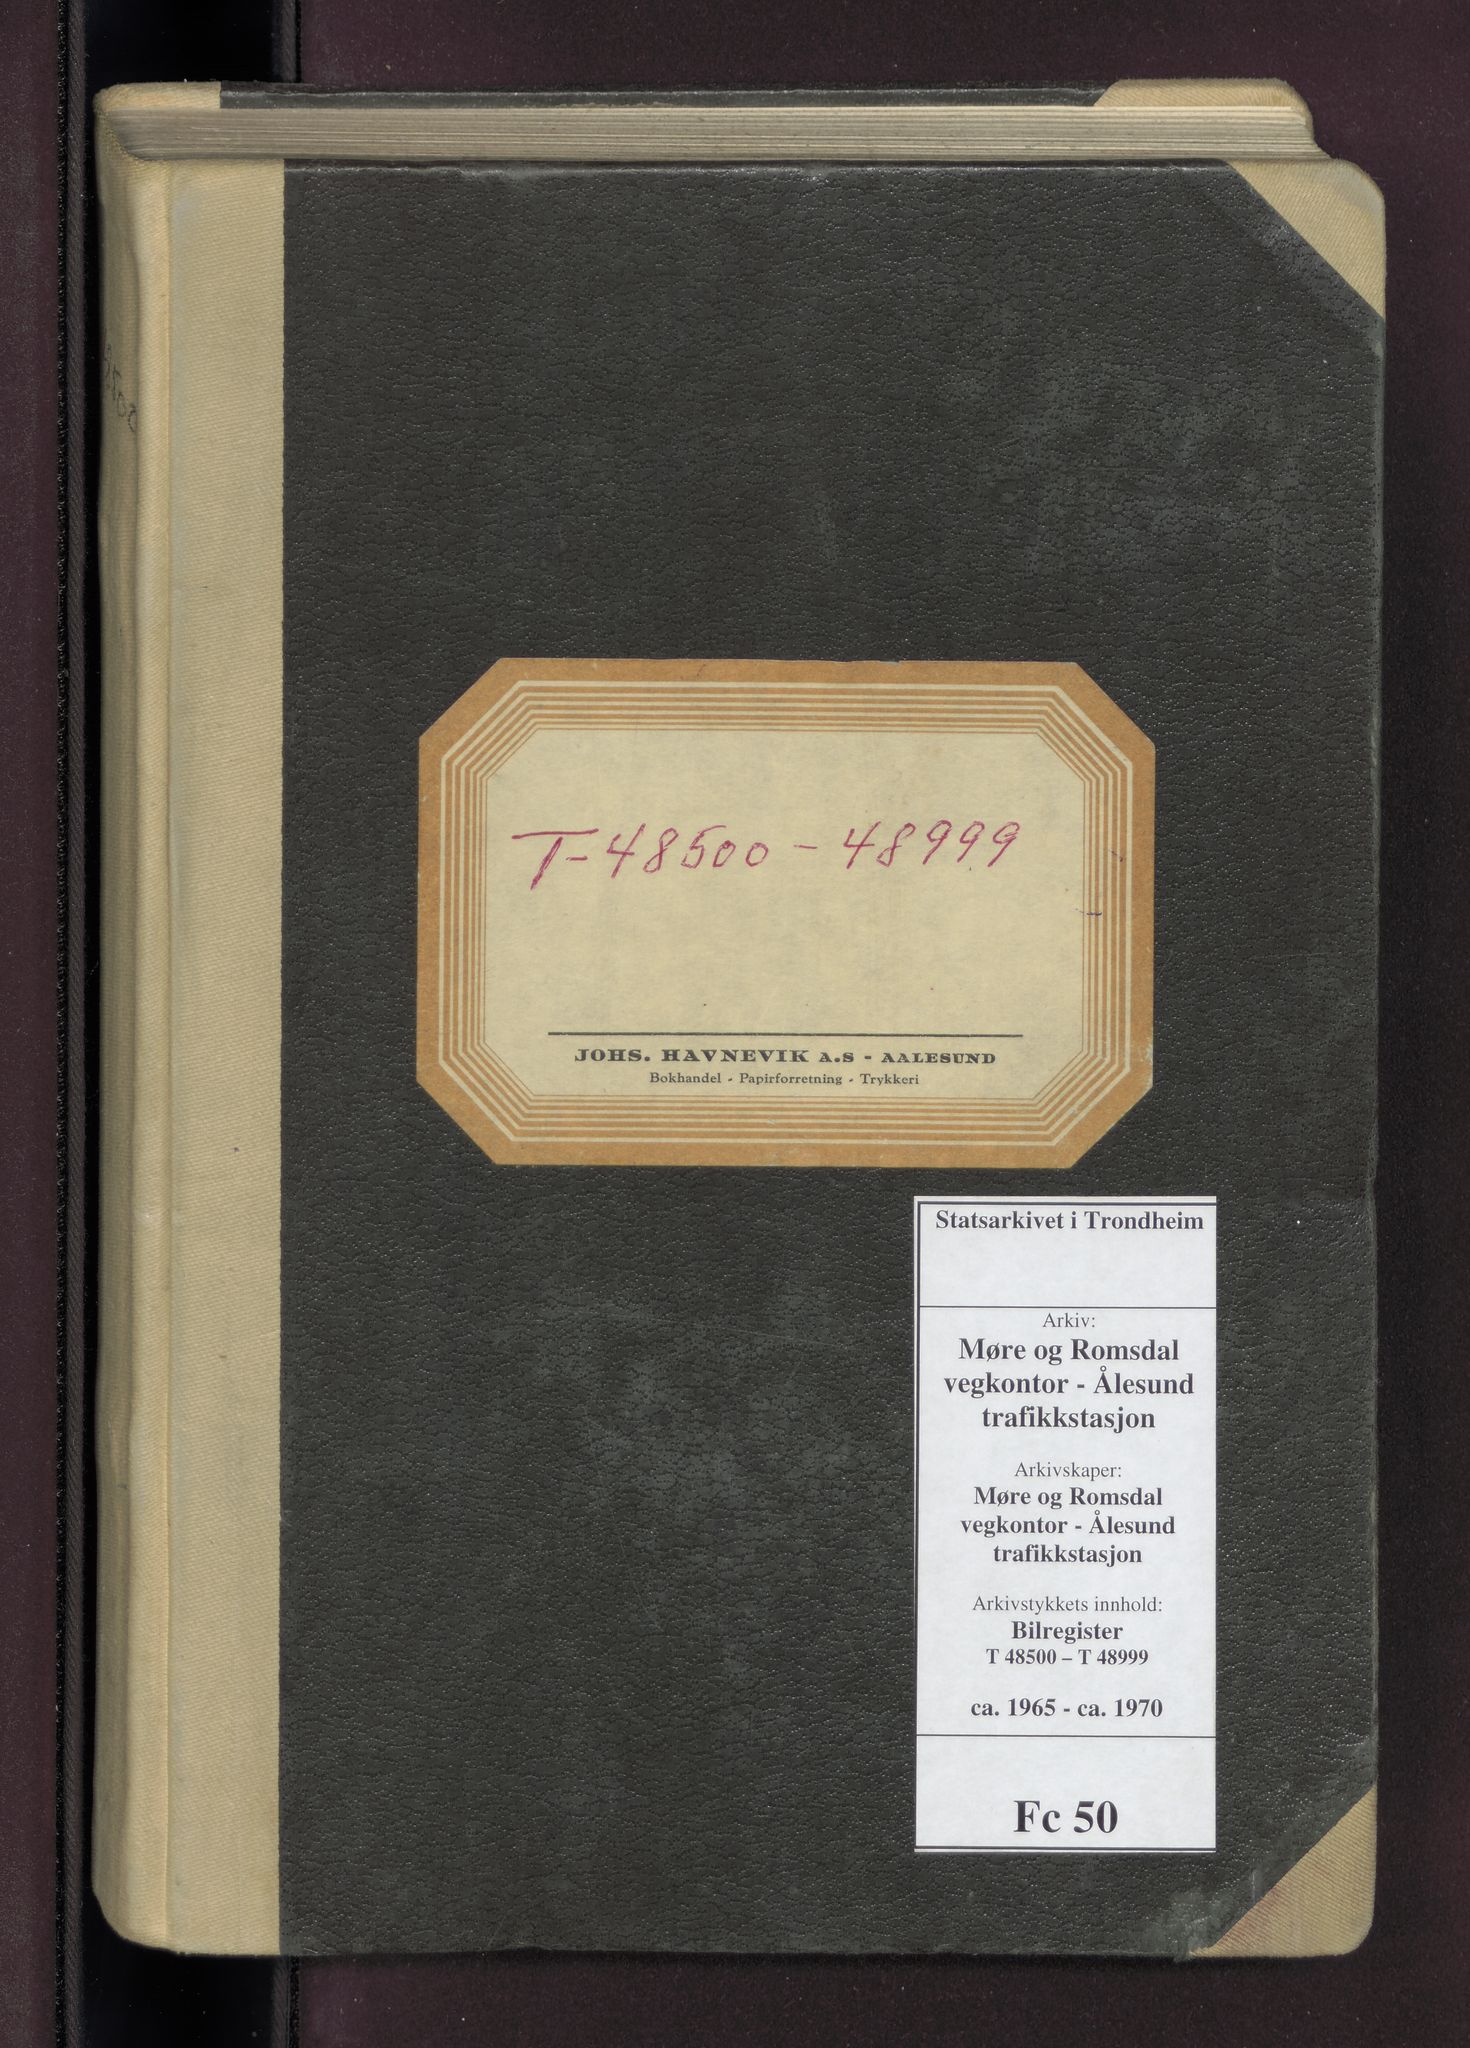 T-48500-48999
JOHS. HAVNEVIK A.S - AALESUND
Bokhandel - Papirforretning - Trykkeri
Statsarkivet i Trondheim
Arkiv:
Møre og Romsdal
vegkontor - Ålesund
trafikkstasjon
Arkivskaper:
Møre og Romsdal
vegkontor - Ålesund
trafikkstasjon
Arkivstykkets innhold:
Bilregister
T 48500 – T 48999
ca. 1965 - ca. 1970
Fc 50